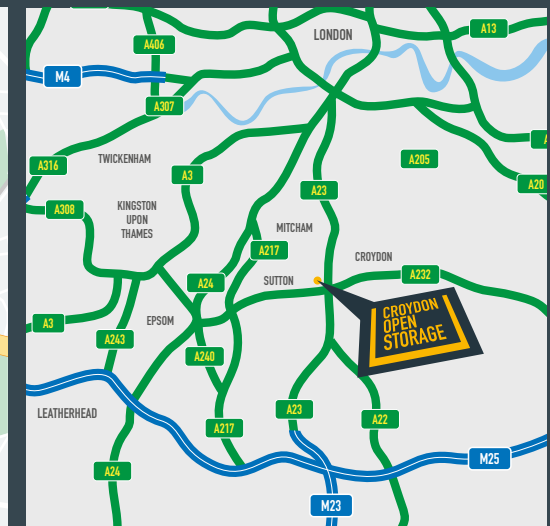 LONDON
A13
A406
M4
A307
A316
TWICKENHAM
A3
A205
A20
A308
KINGSTON
UPON
THAMES
A23
MITCHAM
A217
CROYDON
A24
SUTTON
A232
A3
EPSOM
A243
A240
CROYDON
OPEN
STORAGE
LEATHERHEAD
A217
A23
A22
A24
M25
M23